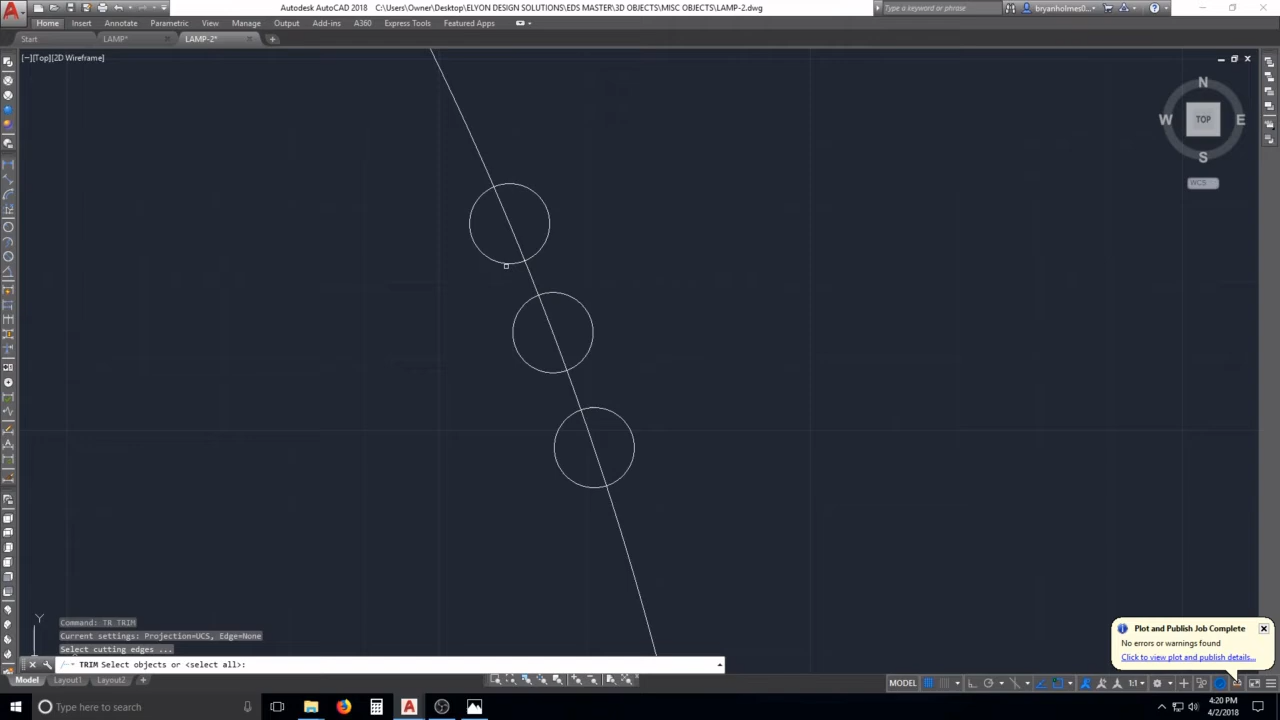 Autodesk AutoCAD 2018 C:\Users\Owner\Desktop\ELYON DESIGN SOLUTIONS\EDS MASTER\3D OBJECTS\MISC OBJECTS\LAMP-2.dwg
Type a keyword or phrase
bryanholmes0...
Home Insert Annotate Parametric View Manage Output Add-ins A360 Express Tools Featured Apps
Start LAMP* LAMP-2*
[−][Top][2D Wireframe]
N
W TOP E
S
WCS
Y
Command: TR TRIM
Current settings: Projection=UCS, Edge=None
Select cutting edges ...
TRIM Select objects or <select all>:
Plot and Publish Job Complete
No errors or warnings found
Click to view plot and publish details...
Model Layout1 Layout2
MODEL 1:1
Type here to search
4:20 PM
4/2/2018